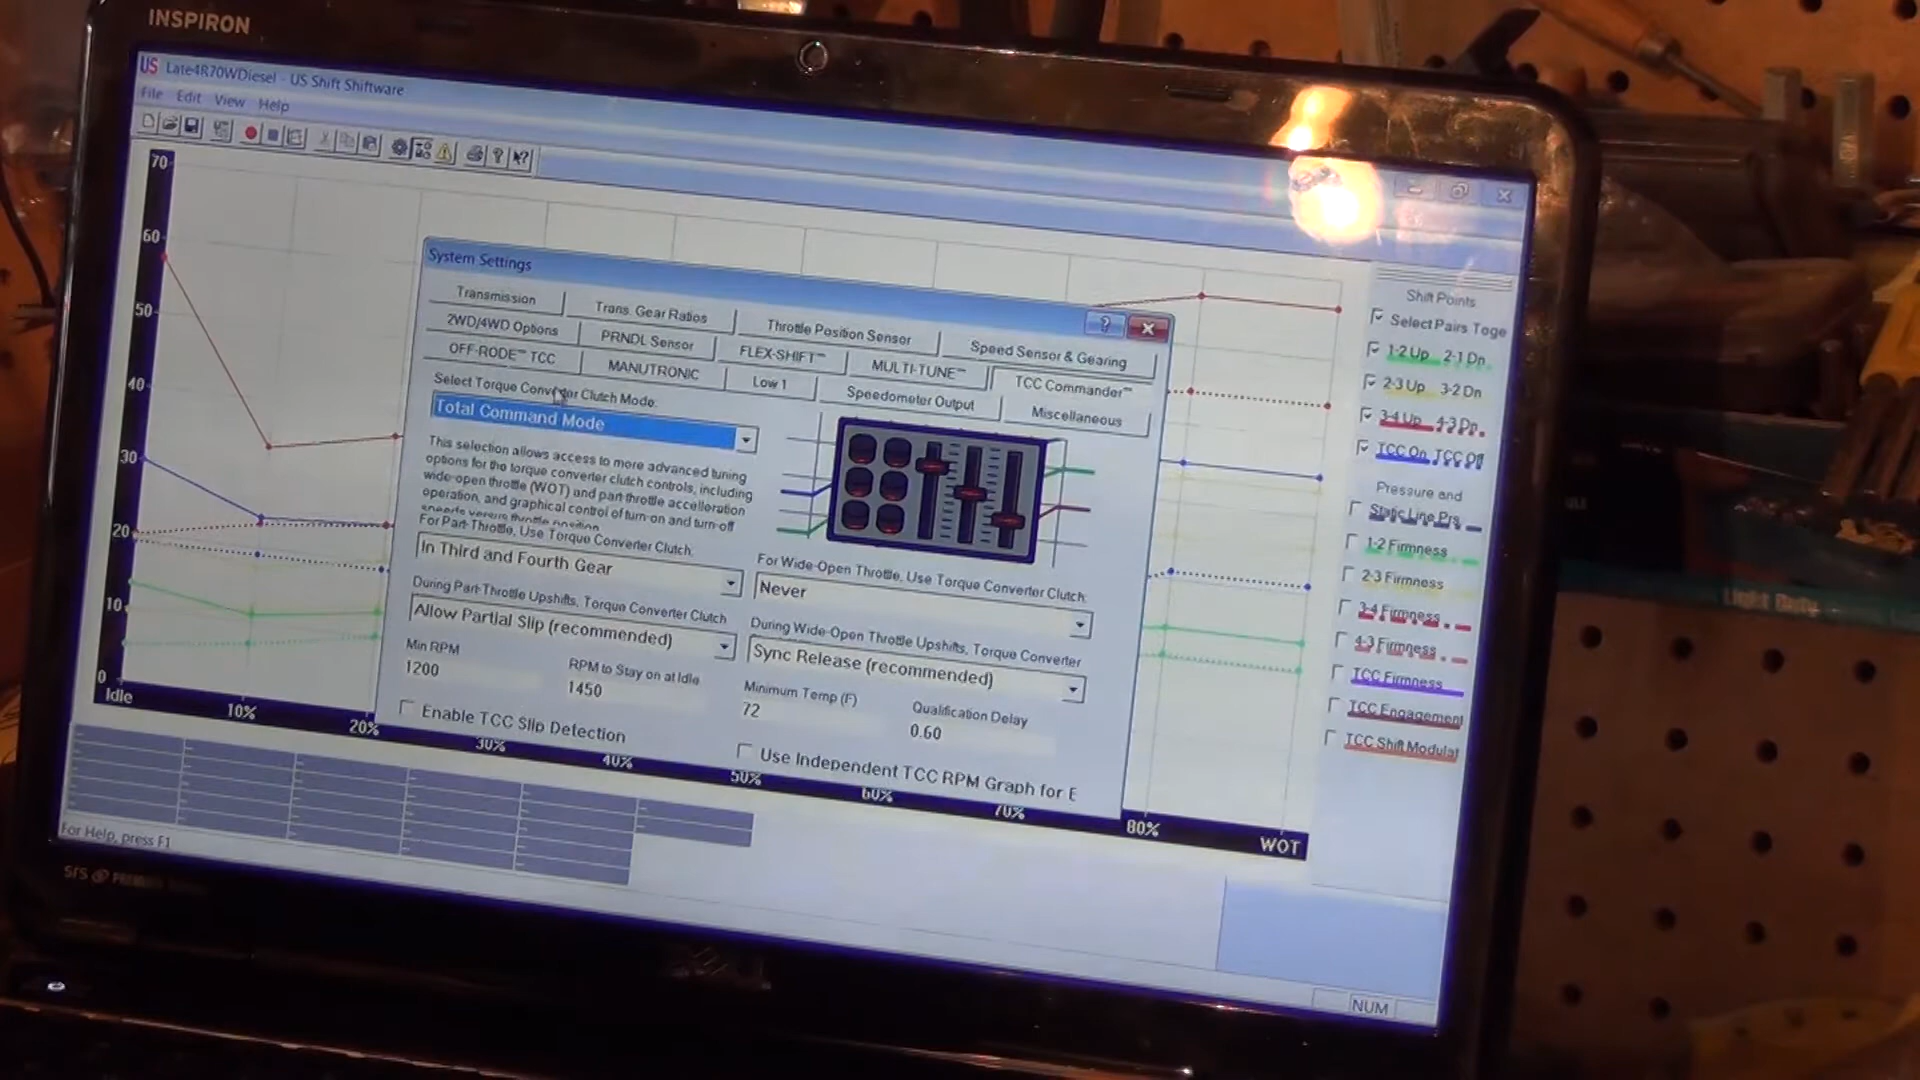 INSPIRON
US Late4R70WDiesel - US Shift Shiftware
File Edit View Help
70
60
50
40
30
20
10
0
Idle
10%
20%
30%
40%
50%
60%
70%
80%
WOT
System Settings
Transmission
Trans. Gear Ratios
Throttle Position Sensor
Speed Sensor & Gearing
2WD/4WD Options
PRNDL Sensor
FLEX-SHIFT™
MULTI-TUNE™
TCC Commander™
OFF-RODE™ TCC
MANUTRONIC
Low 1
Speedometer Output
Miscellaneous
Select Torque Converter Clutch Mode:
Total Command Mode
This selection allows access to more advanced tuning
options for the torque converter clutch controls, including
wide-open throttle (WOT) and part-throttle accelleration
operation, and graphical control of turn-on and turn-off
speeds versus throttle position.
For Part-Throttle, Use Torque Converter Clutch:
In Third and Fourth Gear
During Part-Throttle Upshifts, Torque Converter Clutch
Allow Partial Slip (recommended)
Min RPM
1200
RPM to Stay on at Idle
1450
Enable TCC Slip Detection
For Wide-Open Throttle, Use Torque Converter Clutch:
Never
During Wide-Open Throttle Upshifts, Torque Converter
Sync Release (recommended)
Minimum Temp (F)
72
Qualification Delay
0.60
Use Independent TCC RPM Graph for E
Shift Points
Select Pairs Toge
1-2 Up 2-1 Dn
2-3 Up 3-2 Dn
3-4 Up 4-3 Dn
TCC On TCC Off
Pressure and
Static Line Prs
1-2 Firmness
2-3 Firmness
3-4 Firmness
4-3 Firmness
TCC Firmness
TCC Engagement
TCC Shift Modulat
For Help, press F1
NUM
SRS
Light Duty